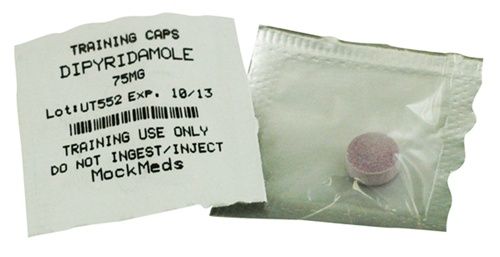 TRAINING CAPS
DIPYRIDAMOLE
75MG
Lot:UT552 Exp. 10/13
TRAINING USE ONLY
DO NOT INGEST/INJECT
MockMeds